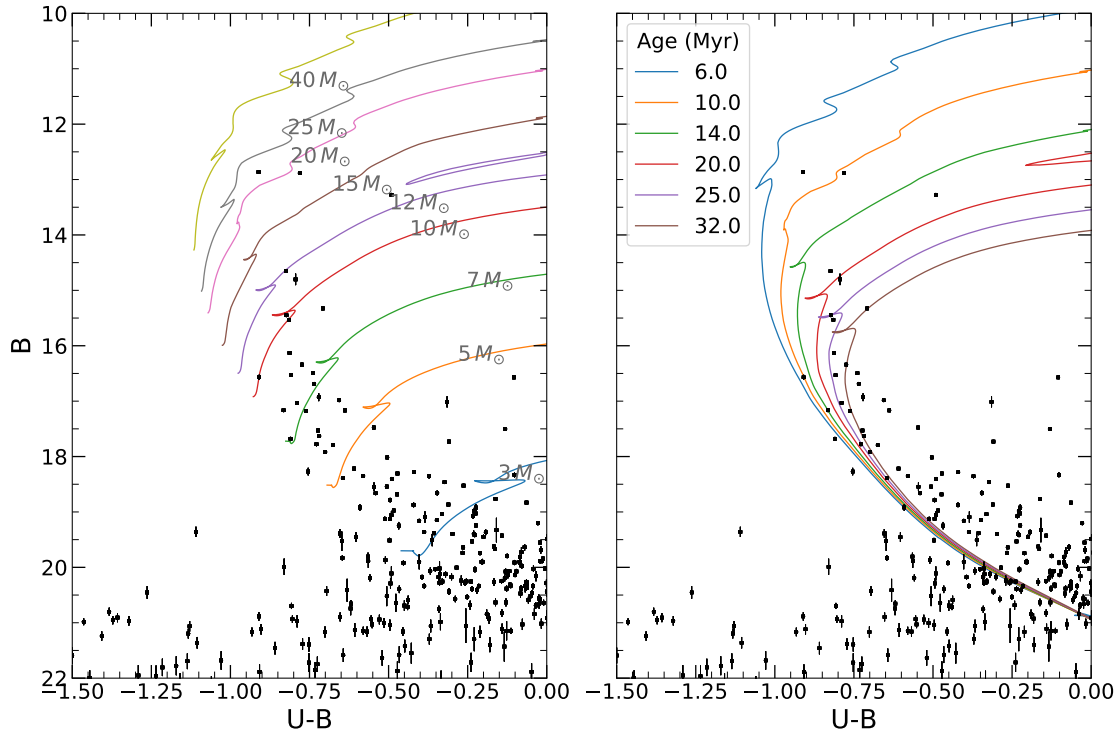 10
12
14
16
18
20
22
B
−1.50
−1.25
−1.00
−0.75
−0.50
−0.25
0.00
U-B
40 M⊙
25 M⊙
20 M⊙
15 M⊙
12 M⊙
10 M⊙
7 M⊙
5 M⊙
3 M⊙
Age (Myr)
6.0
10.0
14.0
20.0
25.0
32.0
−1.50
−1.25
−1.00
−0.75
−0.50
−0.25
0.00
U-B